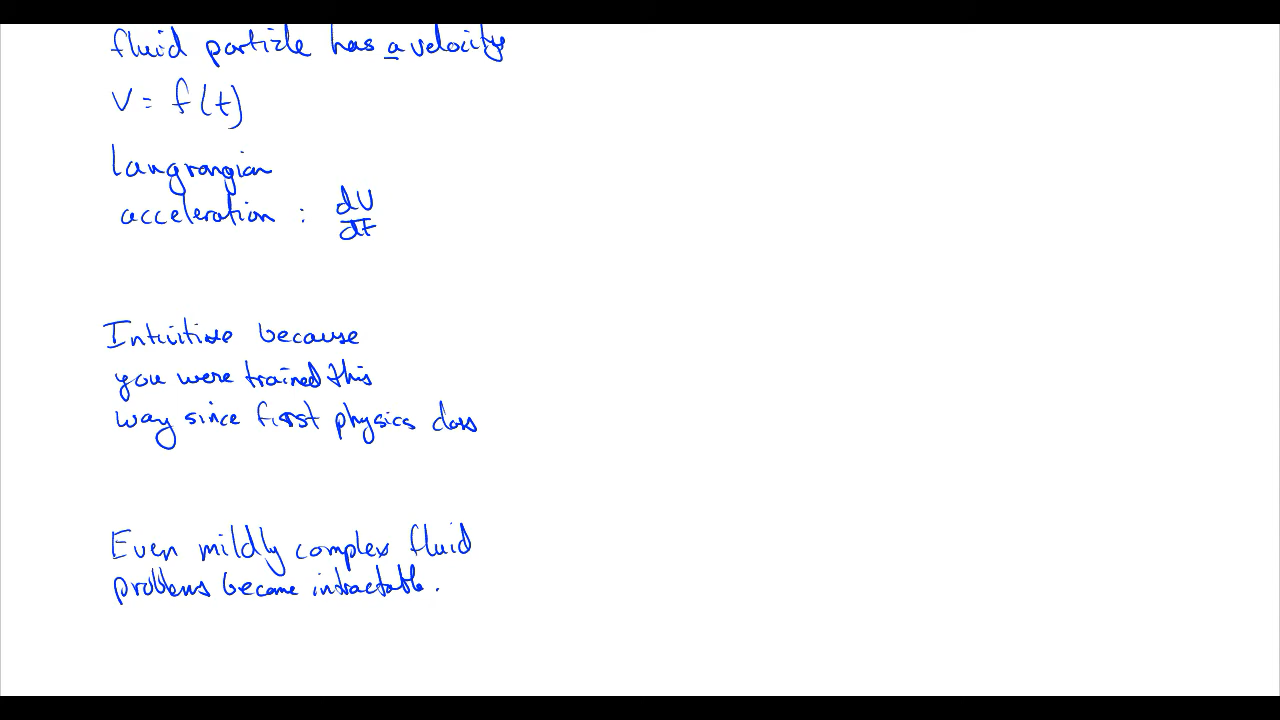 fluid particle has a velocity
V = f(t)
Langrangian
acceleration : dV/dt
Intuitive because
you were trained this
way since first physics class
Even mildly complex fluid
problems become intractable.